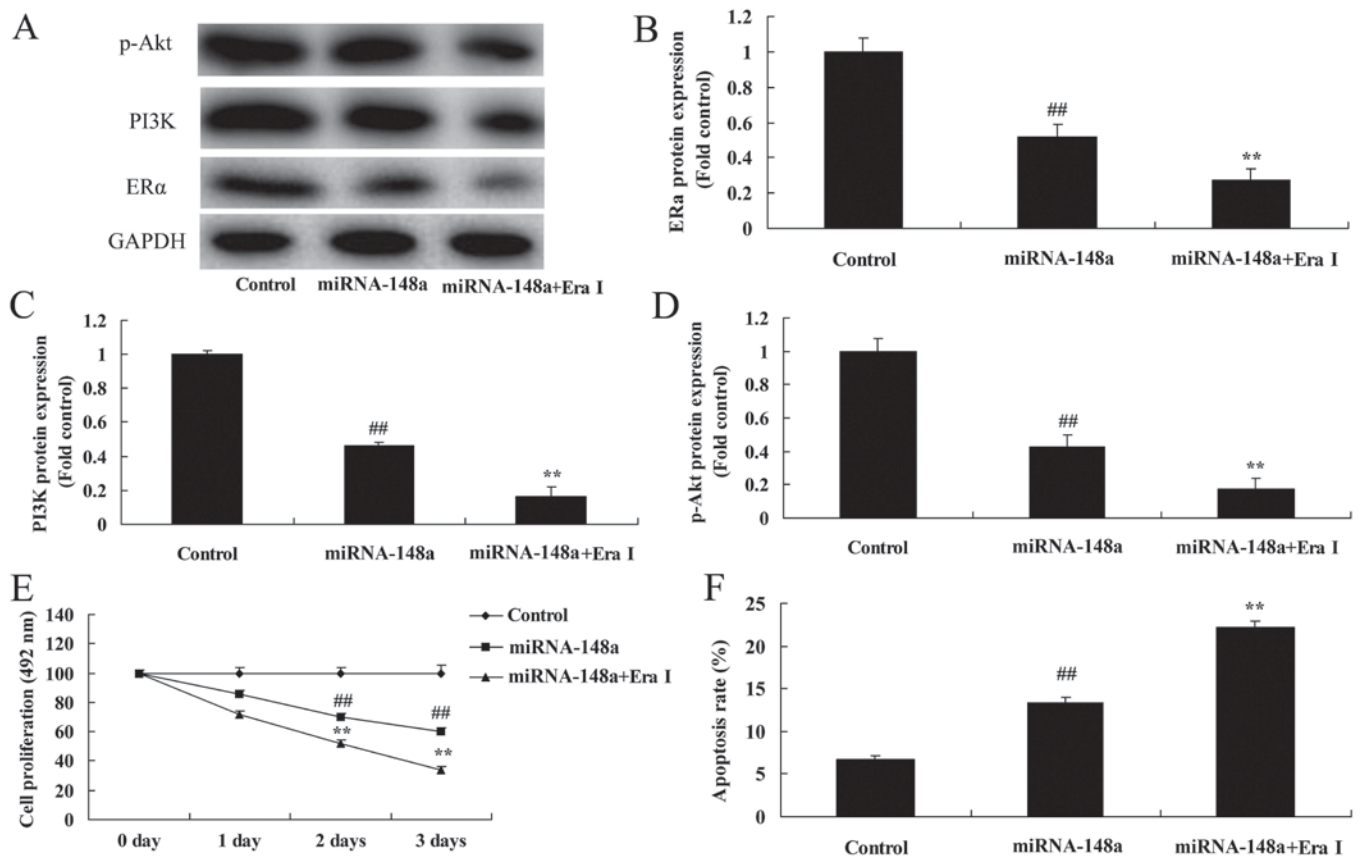 A
p-Akt
PI3K
ERα
GAPDH
Control miRNA-148a miRNA-148a+Era I
B
ERa protein expression
(Fold control)
1.2
1
0.8
0.6
0.4
0.2
0
##
**
Control miRNA-148a miRNA-148a+Era I
C
PI3K protein expression
(Fold control)
1.2
1
0.8
0.6
0.4
0.2
0
##
**
Control miRNA-148a miRNA-148a+Era I
D
p-Akt protein expression
(Fold control)
1.2
1
0.8
0.6
0.4
0.2
0
##
**
Control miRNA-148a miRNA-148a+Era I
E
Cell proliferation (492 nm)
140
120
100
80
60
40
20
0
## ##
** **
0 day 1 day 2 days 3 days
Control
miRNA-148a
miRNA-148a+Era I
F
Apoptosis rate (%)
25
20
15
10
5
0
##
**
Control miRNA-148a miRNA-148a+Era I